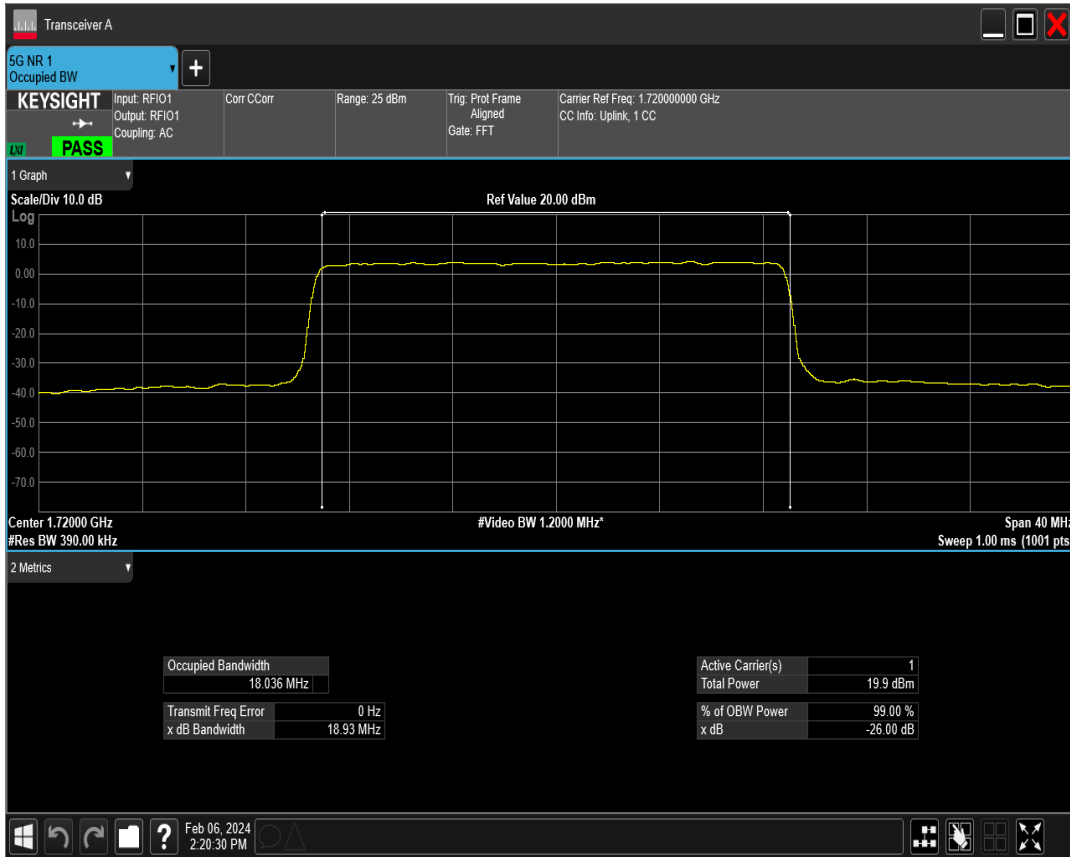 Transceiver A
5G NR 1
Occupied BW
KEYSIGHT
LXI
PASS
Input: RFIO1
Output: RFIO1
Coupling: AC
Corr CCorr
Range: 25 dBm
Trig: Prot Frame
Aligned
Gate: FFT
Carrier Ref Freq: 1.720000000 GHz
CC Info: Uplink, 1 CC
1 Graph
Scale/Div 10.0 dB
Ref Value 20.00 dBm
Log
10.0
0.00
-10.0
-20.0
-30.0
-40.0
-50.0
-60.0
-70.0
Center 1.72000 GHz
#Video BW 1.2000 MHz*
Span 40 MHz
#Res BW 390.00 kHz
Sweep 1.00 ms (1001 pts
2 Metrics
Occupied Bandwidth
18.036 MHz
Transmit Freq Error 0 Hz
x dB Bandwidth 18.93 MHz
Active Carrier(s) 1
Total Power 19.9 dBm
% of OBW Power 99.00 %
x dB -26.00 dB
?
Feb 06, 2024
2:20:30 PM